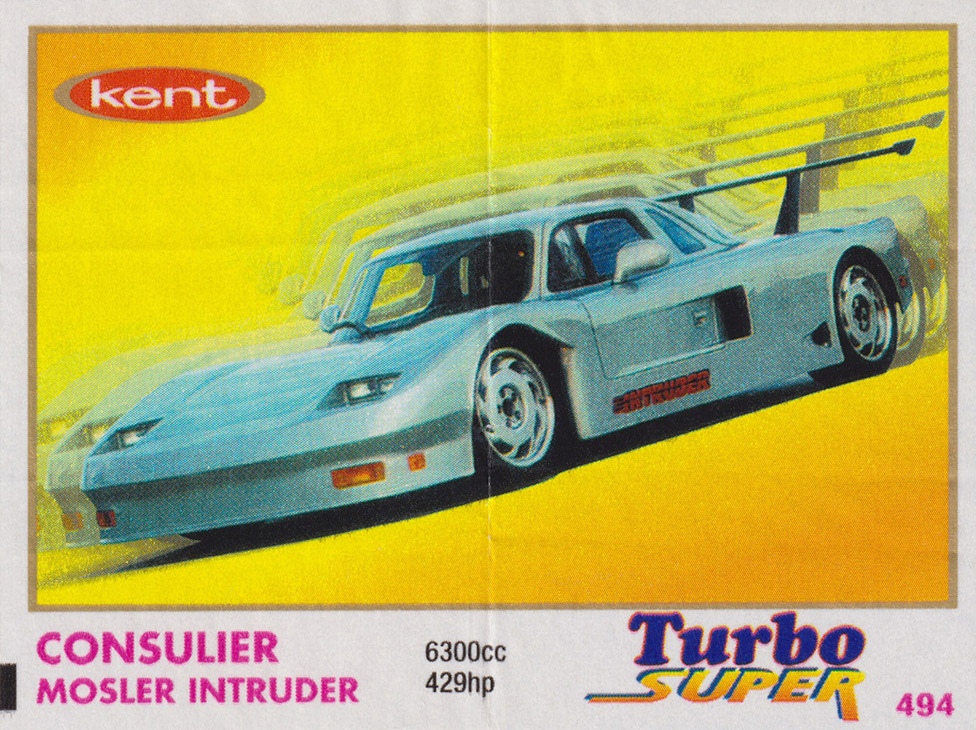 kent
INTRUDER
CONSULIER
MOSLER INTRUDER
6300cc
429hp
Turbo
SUPER
494